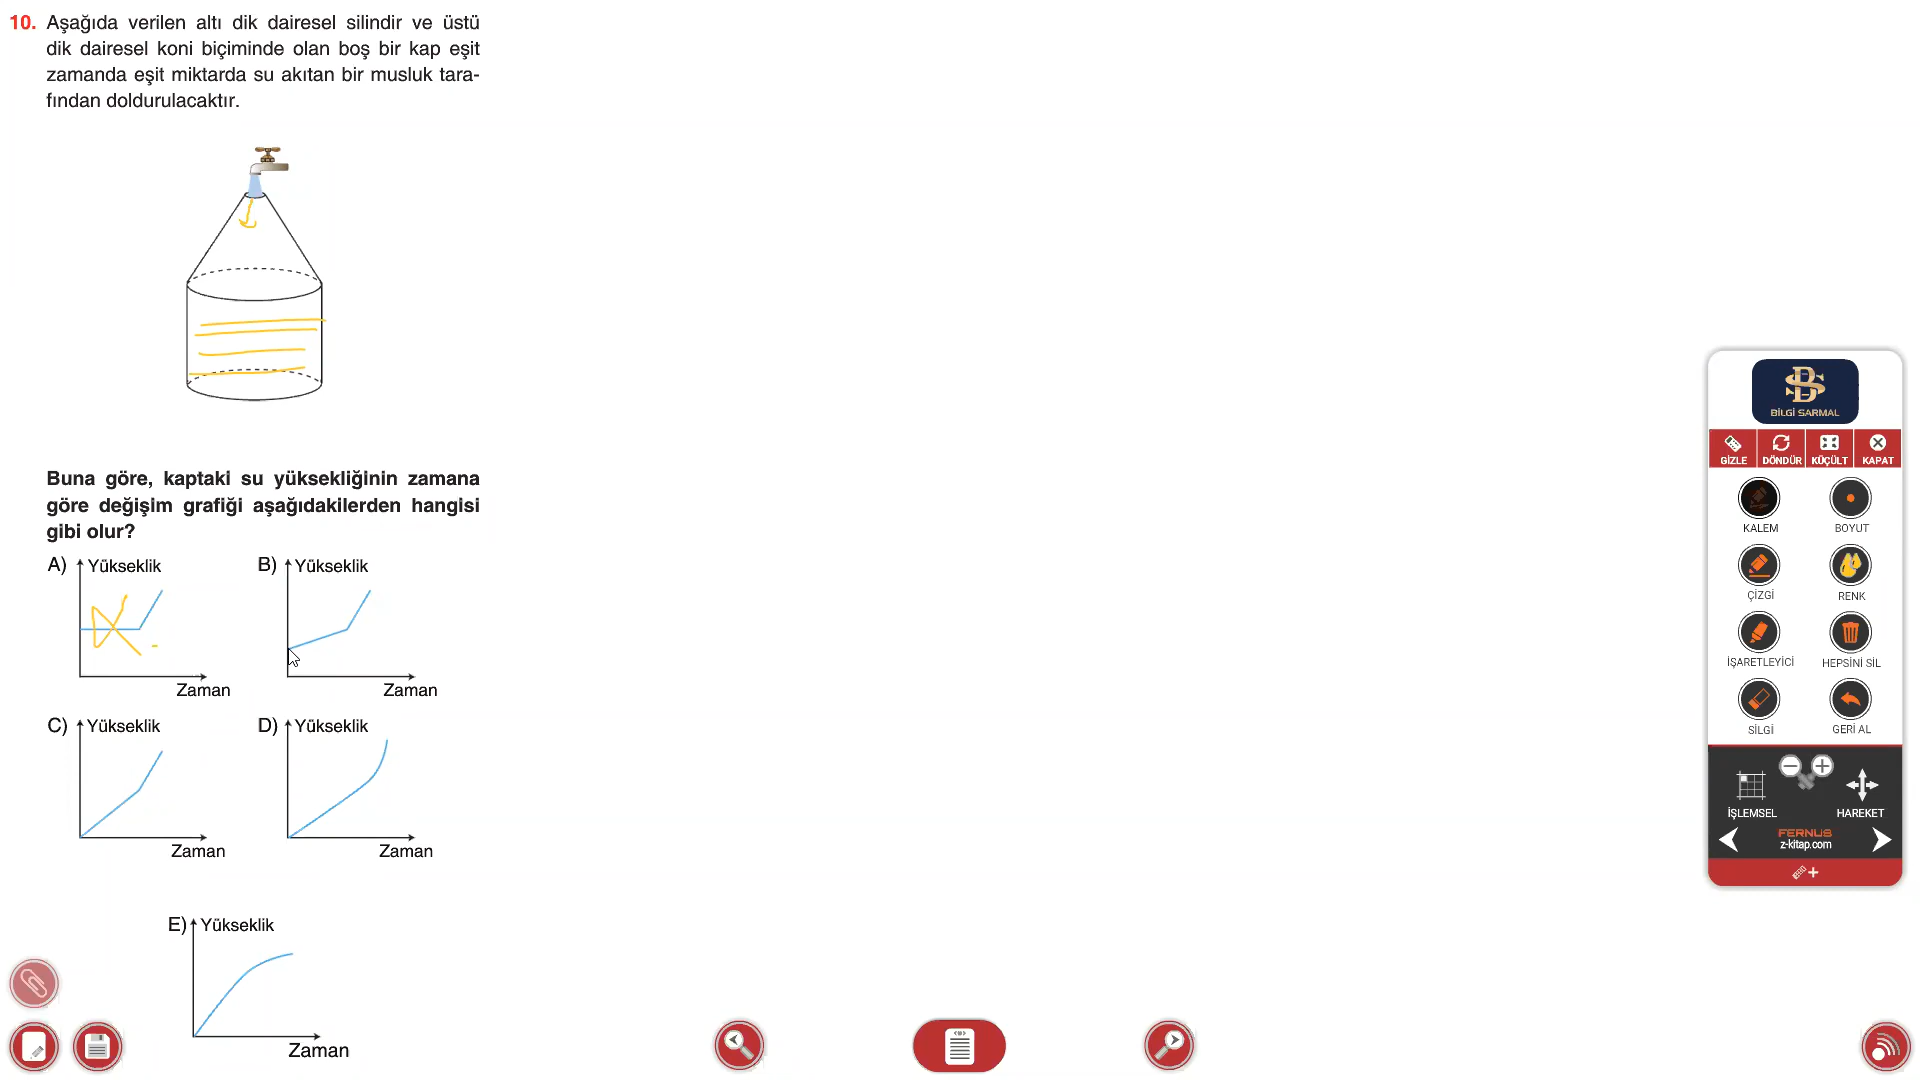 10. Aşağıda verilen altı dik dairesel silindir ve üstü
dik dairesel koni biçiminde olan boş bir kap eşit
zamanda eşit miktarda su akıtan bir musluk tara-
fından doldurulacaktır.
Buna göre, kaptaki su yüksekliğinin zamana
göre değişim grafiği aşağıdakilerden hangisi
gibi olur?
A) Yükseklik
Zaman
B) Yükseklik
Zaman
C) Yükseklik
Zaman
D) Yükseklik
Zaman
E) Yükseklik
Zaman
BS
BİLGİ SARMAL
GİZLE DÖNDÜR KÜÇÜLT KAPAT
KALEM BOYUT
ÇİZGİ RENK
İŞARETLEYİCİ HEPSİNİ SİL
SİLGİ GERİ AL
İŞLEMSEL HAREKET
FERNUS
z-kitap.com